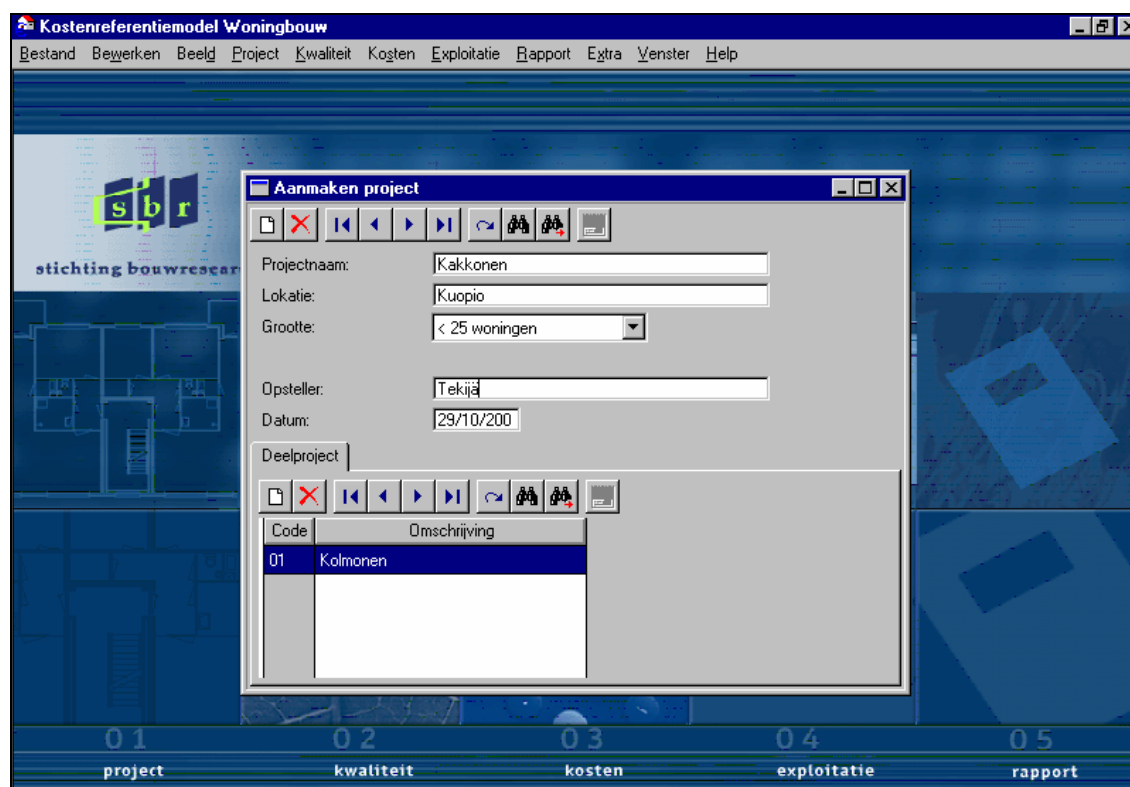 Kostenreferentiemodel Woningbouw
Bestand Bewerken Beeld Project Kwaliteit Kosten Exploitatie Rapport Extra Venster Help
sbr
stichting bouwresear
Aanmaken project
Projectnaam: Kakkonen
Lokatie: Kuopio
Grootte: < 25 woningen
Opsteller: Tekijä
Datum: 29/10/200
Deelproject
Code Omschrijving
01 Kolmonen
01 02 03 04 05
project kwaliteit kosten exploitatie rapport